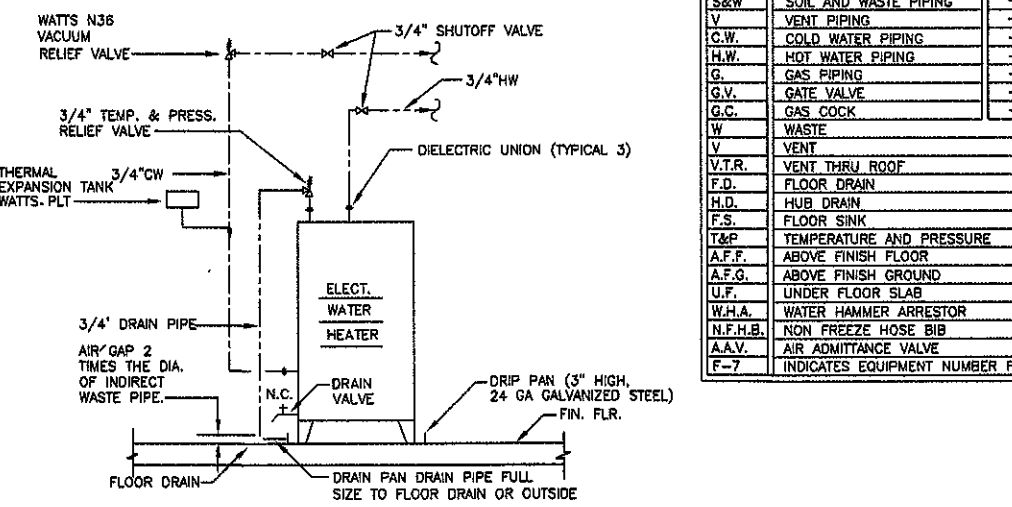 WATTS N36
VACUUM
RELIEF VALVE
3/4" SHUTOFF VALVE
3/4"HW
3/4" TEMP. & PRESS.
RELIEF VALVE
DIELECTRIC UNION (TYPICAL 3)
THERMAL
EXPANSION TANK
WATTS. PLT
3/4"CW
ELECT.
WATER
HEATER
3/4' DRAIN PIPE
AIR GAP 2
TIMES THE DIA.
OF INDIRECT
WASTE PIPE.
N.C.
DRAIN
VALVE
DRIP PAN (3" HIGH,
24 GA GALVANIZED STEEL)
FIN. FLR.
FLOOR DRAIN
DRAIN PAN DRAIN PIPE FULL
SIZE TO FLOOR DRAIN OR OUTSIDE
S&W SOIL AND WASTE PIPING
V VENT PIPING
C.W. COLD WATER PIPING
H.W. HOT WATER PIPING
G. GAS PIPING
G.V. GATE VALVE
G.C. GAS COCK
W WASTE
V VENT
V.T.R. VENT THRU ROOF
F.D. FLOOR DRAIN
H.D. HUB DRAIN
F.S. FLOOR SINK
T&P TEMPERATURE AND PRESSURE
A.F.F. ABOVE FINISH FLOOR
A.F.G. ABOVE FINISH GROUND
U.F. UNDER FLOOR SLAB
W.H.A. WATER HAMMER ARRESTOR
N.F.H.B. NON FREEZE HOSE BIB
A.A.V. AIR ADMITTANCE VALVE
F-7 INDICATES EQUIPMENT NUMBER F